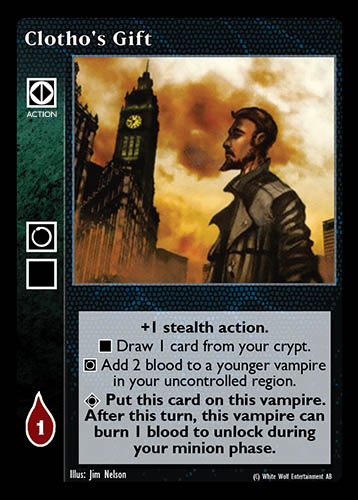 Clotho's Gift
ACTION
+1 stealth action.
Draw 1 card from your crypt.
Add 2 blood to a younger vampire
in your uncontrolled region.
Put this card on this vampire.
After this turn, this vampire can
burn 1 blood to unlock during
your minion phase.
1
Illus: Jim Nelson
(C) White Wolf Entertainment AB